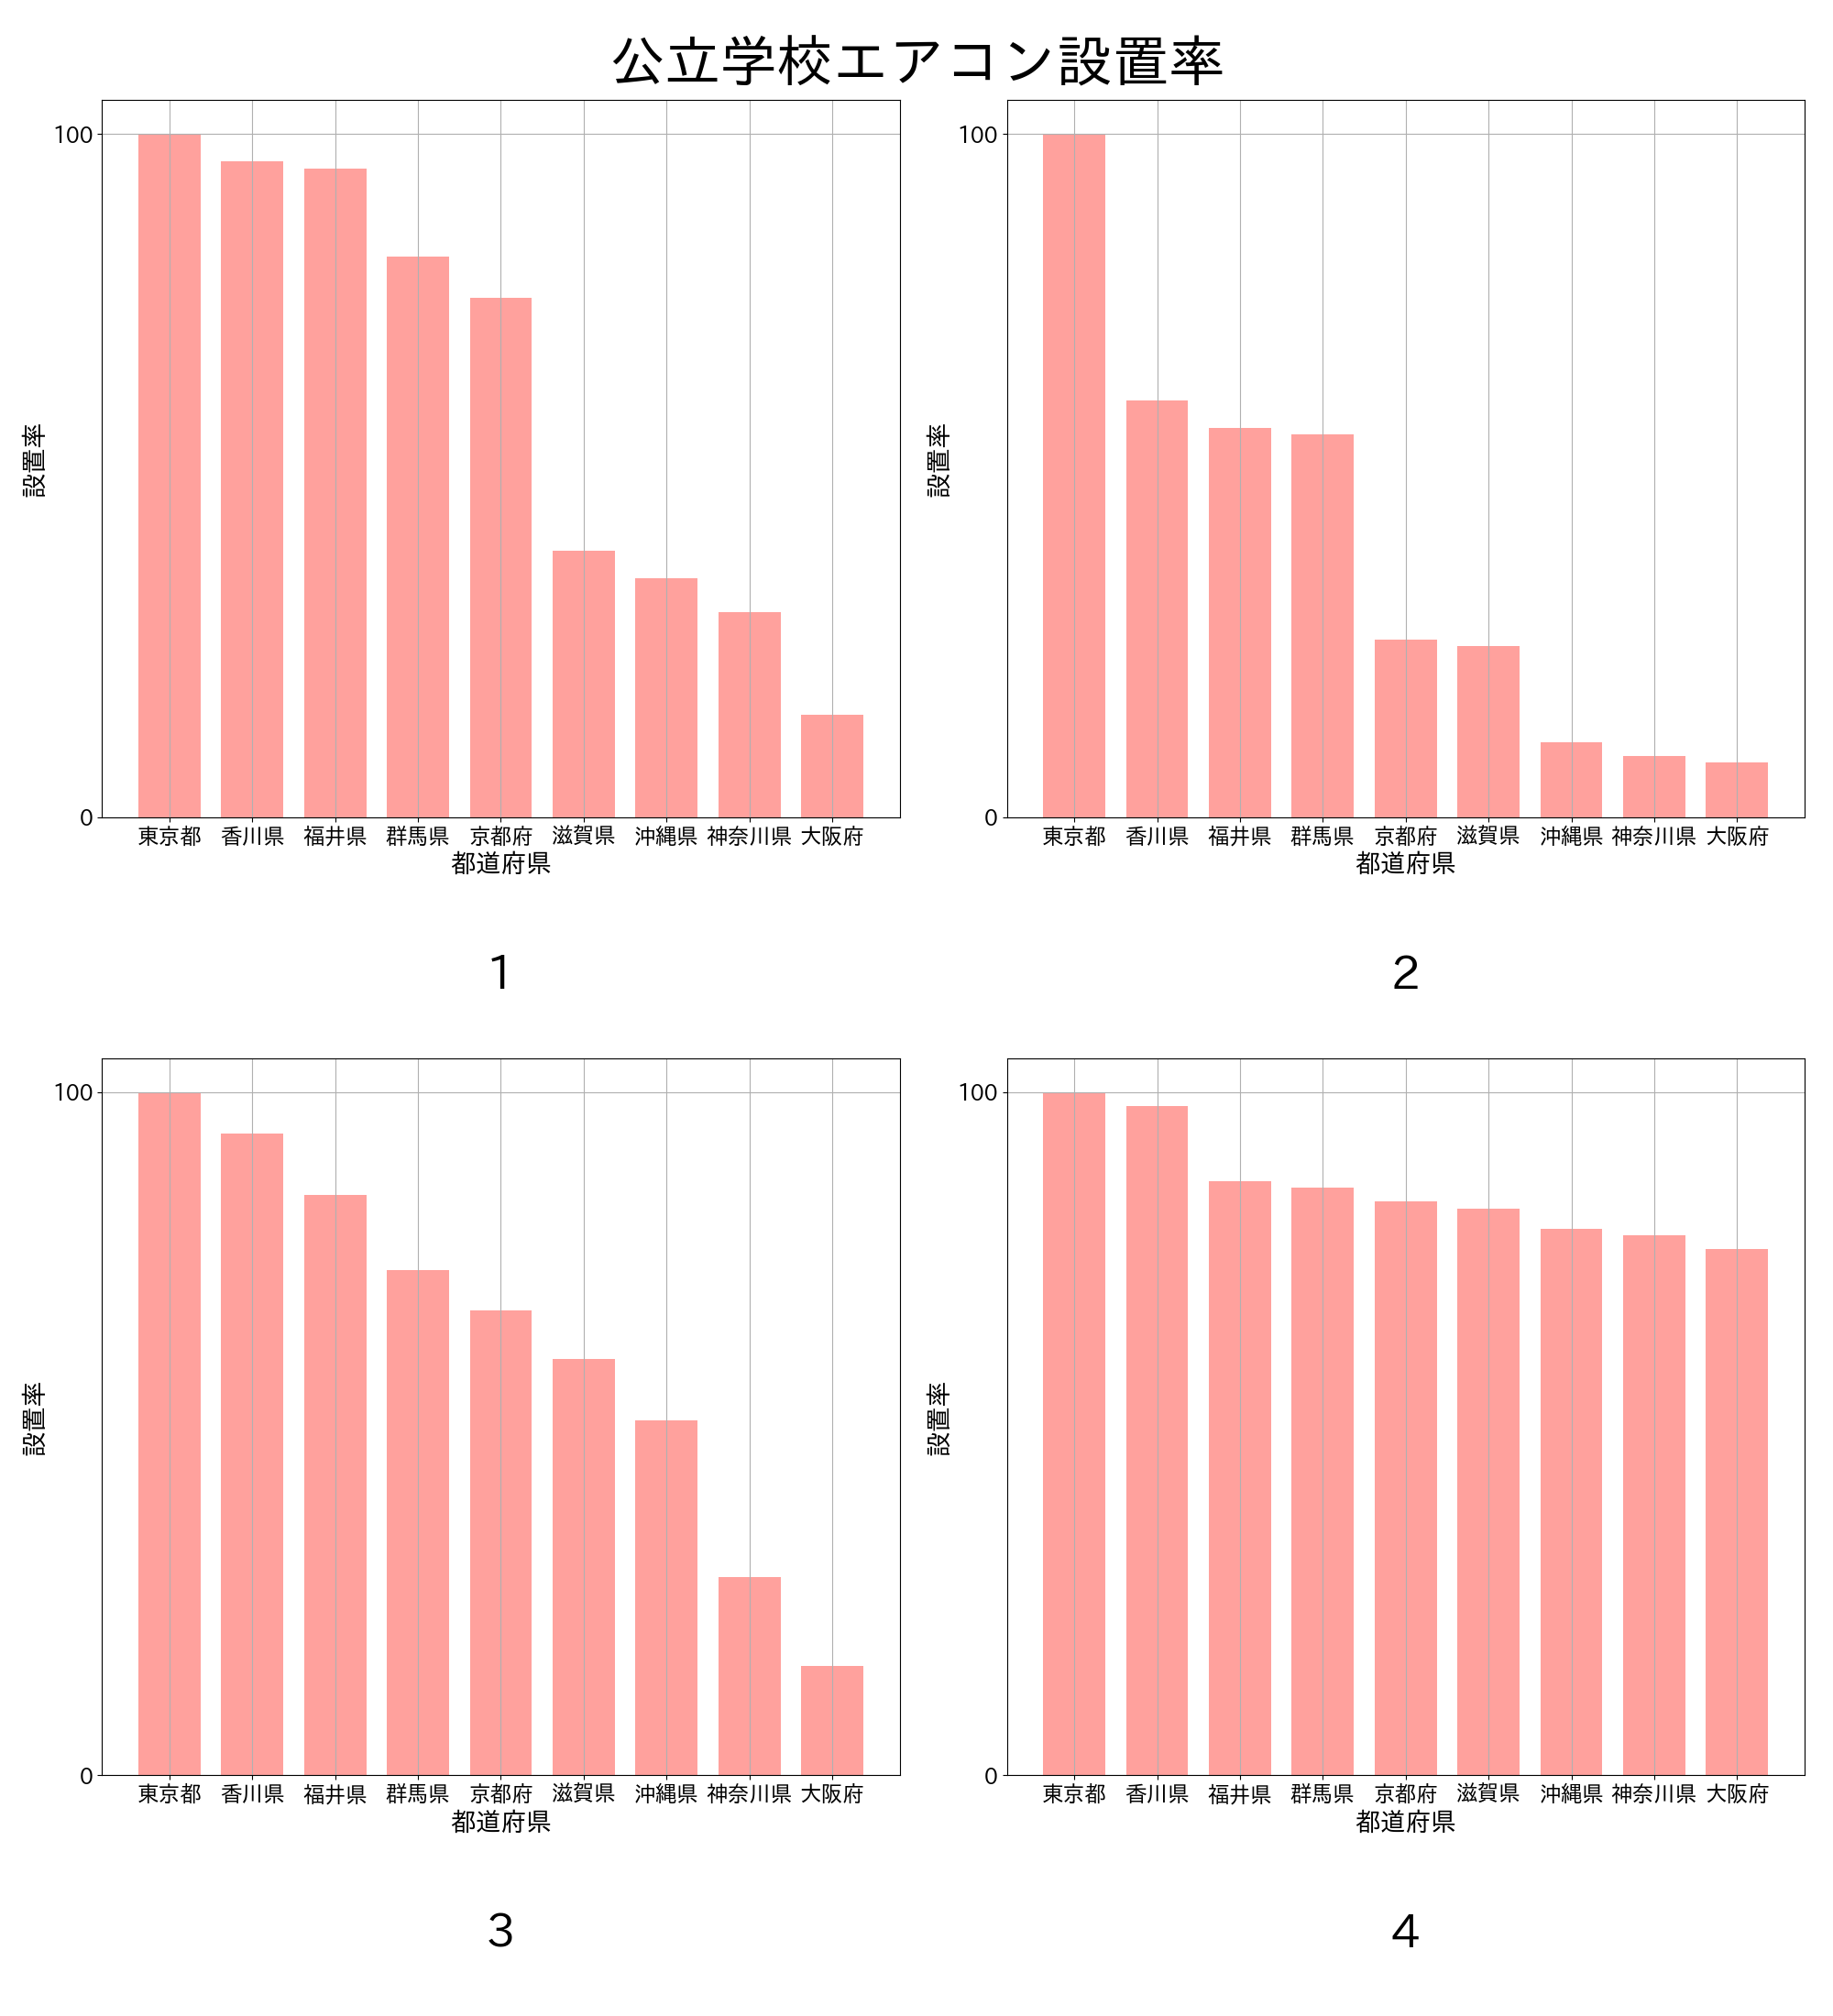 公立学校エアコン設置率
100
設置率
0
東京都 香川県 福井県 群馬県 京都府 滋賀県 沖縄県 神奈川県 大阪府
都道府県
1
100
設置率
0
東京都 香川県 福井県 群馬県 京都府 滋賀県 沖縄県 神奈川県 大阪府
都道府県
2
100
設置率
0
東京都 香川県 福井県 群馬県 京都府 滋賀県 沖縄県 神奈川県 大阪府
都道府県
3
100
設置率
0
東京都 香川県 福井県 群馬県 京都府 滋賀県 沖縄県 神奈川県 大阪府
都道府県
4